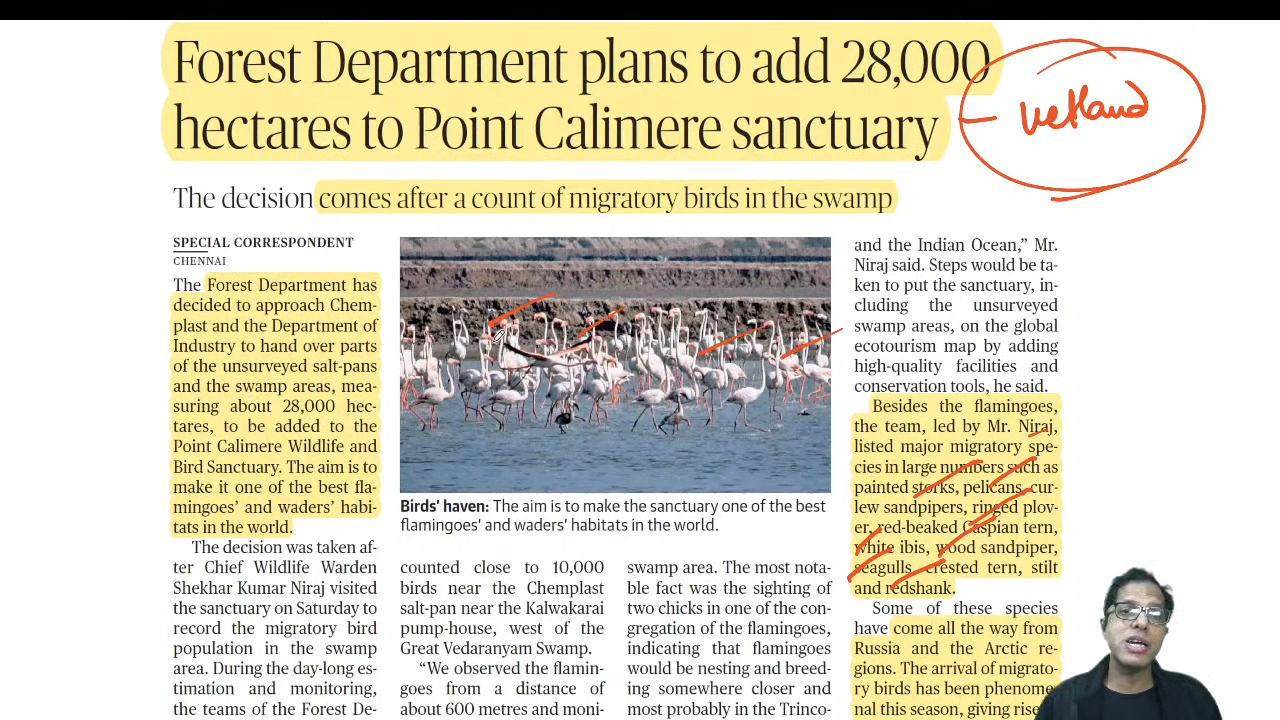 Forest Department plans to add 28,000
hectares to Point Calimere sanctuary
wetland
The decision comes after a count of migratory birds in the swamp
SPECIAL CORRESPONDENT
CHENNAI
The Forest Department has
decided to approach Chem-
plast and the Department of
Industry to hand over parts
of the unsurveyed salt-pans
and the swamp areas, mea-
suring about 28,000 hec-
tares, to be added to the
Point Calimere Wildlife and
Bird Sanctuary. The aim is to
make it one of the best fla-
mingoes' and waders' habi-
tats in the world.
The decision was taken af-
ter Chief Wildlife Warden
Shekhar Kumar Niraj visited
the sanctuary on Saturday to
record the migratory bird
population in the swamp
area. During the day-long es-
timation and monitoring,
the teams of the Forest De-
Birds' haven: The aim is to make the sanctuary one of the best
flamingoes' and waders' habitats in the world.
counted close to 10,000
birds near the Chemplast
salt-pan near the Kalwakarai
pump-house, west of the
Great Vedaranyam Swamp.
"We observed the flamin-
goes from a distance of
about 600 metres and moni-
swamp area. The most nota-
ble fact was the sighting of
two chicks in one of the con-
gregation of the flamingoes,
indicating that flamingoes
would be nesting and breed-
ing somewhere closer and
most probably in the Trinco-
and the Indian Ocean," Mr.
Niraj said. Steps would be ta-
ken to put the sanctuary, in-
cluding the unsurveyed
swamp areas, on the global
ecotourism map by adding
high-quality facilities and
conservation tools, he said.
Besides the flamingoes,
the team, led by Mr. Niraj,
listed major migratory spe-
cies in large numbers such as
painted storks, pelicans, cur-
lew sandpipers, ringed plov-
er, red-beaked Caspian tern,
white ibis, wood sandpiper,
seagulls, crested tern, stilt
and redshank.
Some of these species
have come all the way from
Russia and the Arctic re-
gions. The arrival of migrato-
ry birds has been phenome-
nal this season, giving rise